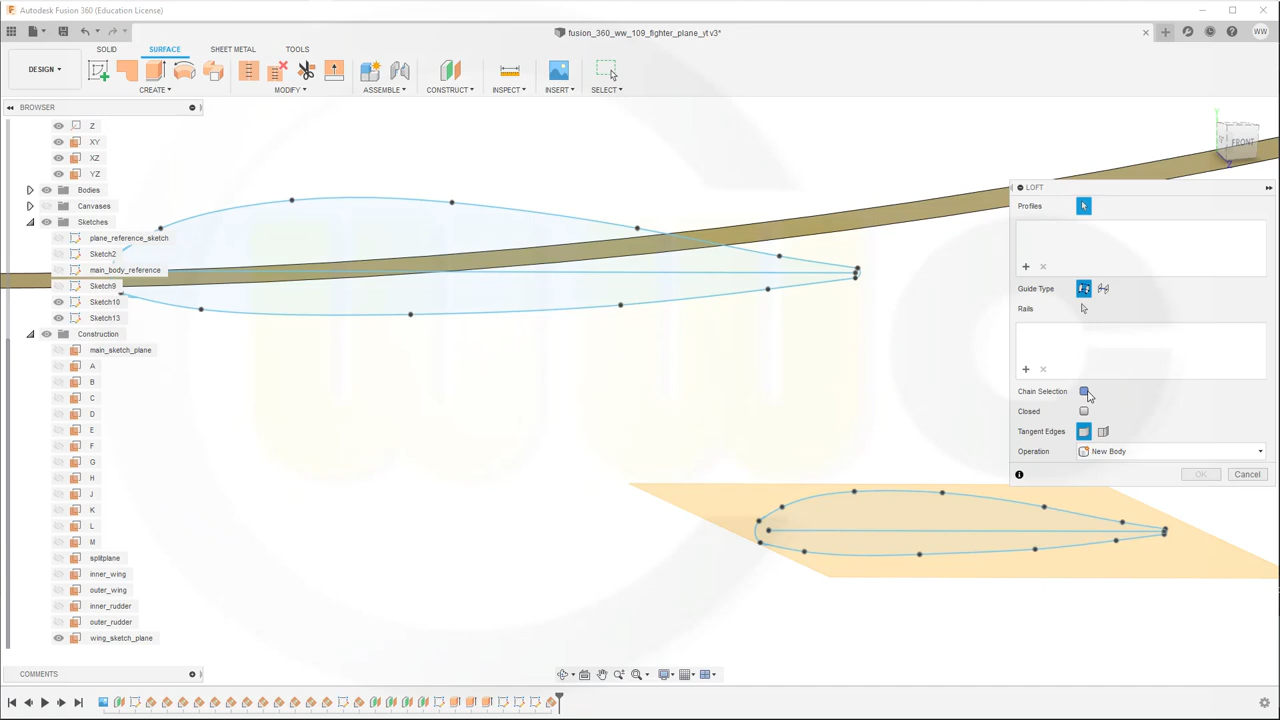 Autodesk Fusion 360 (Education License)
fusion_360_ww_109_fighter_plane_yt v3*
WW
SOLID SURFACE SHEET METAL TOOLS
DESIGN
CREATE MODIFY ASSEMBLE CONSTRUCT INSPECT INSERT SELECT
BROWSER
Z
XY
XZ
YZ
Bodies
Canvases
Sketches
plane_reference_sketch
Sketch2
main_body_reference
Sketch9
Sketch10
Sketch13
Construction
main_sketch_plane
A
B
C
D
E
F
G
H
J
K
L
M
splitplane
inner_wing
outer_wing
inner_rudder
outer_rudder
wing_sketch_plane
COMMENTS
FRONT
LOFT
Profiles
Guide Type
Rails
Chain Selection
Closed
Tangent Edges
Operation New Body
OK Cancel